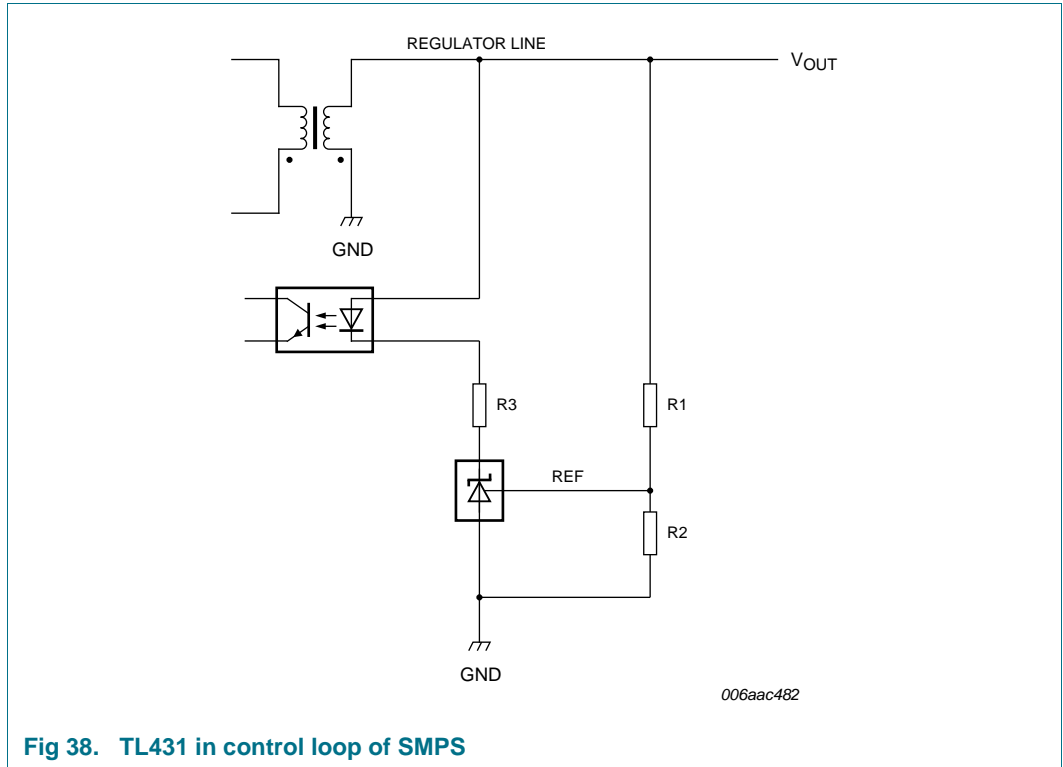 REGULATOR LINE
VOUT
GND
R3
R1
REF
R2
GND
006aac482
Fig 38. TL431 in control loop of SMPS